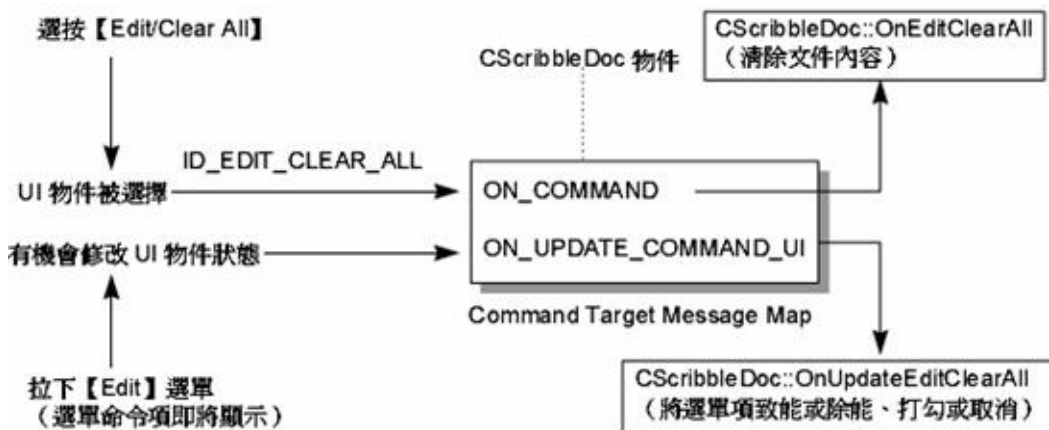 選按【Edit/Clear All】
CScribbleDoc 物件
CScribbleDoc::OnEditClearAll
（清除文件內容）
ID_EDIT_CLEAR_ALL
UI 物件被選擇
ON_COMMAND
有機會修改 UI 物件狀態
ON_UPDATE_COMMAND_UI
Command Target Message Map
拉下【Edit】選單
（選單命令項即將顯示）
CScribbleDoc::OnUpdateEditClearAll
（將選單項致能或除能、打勾或取消）